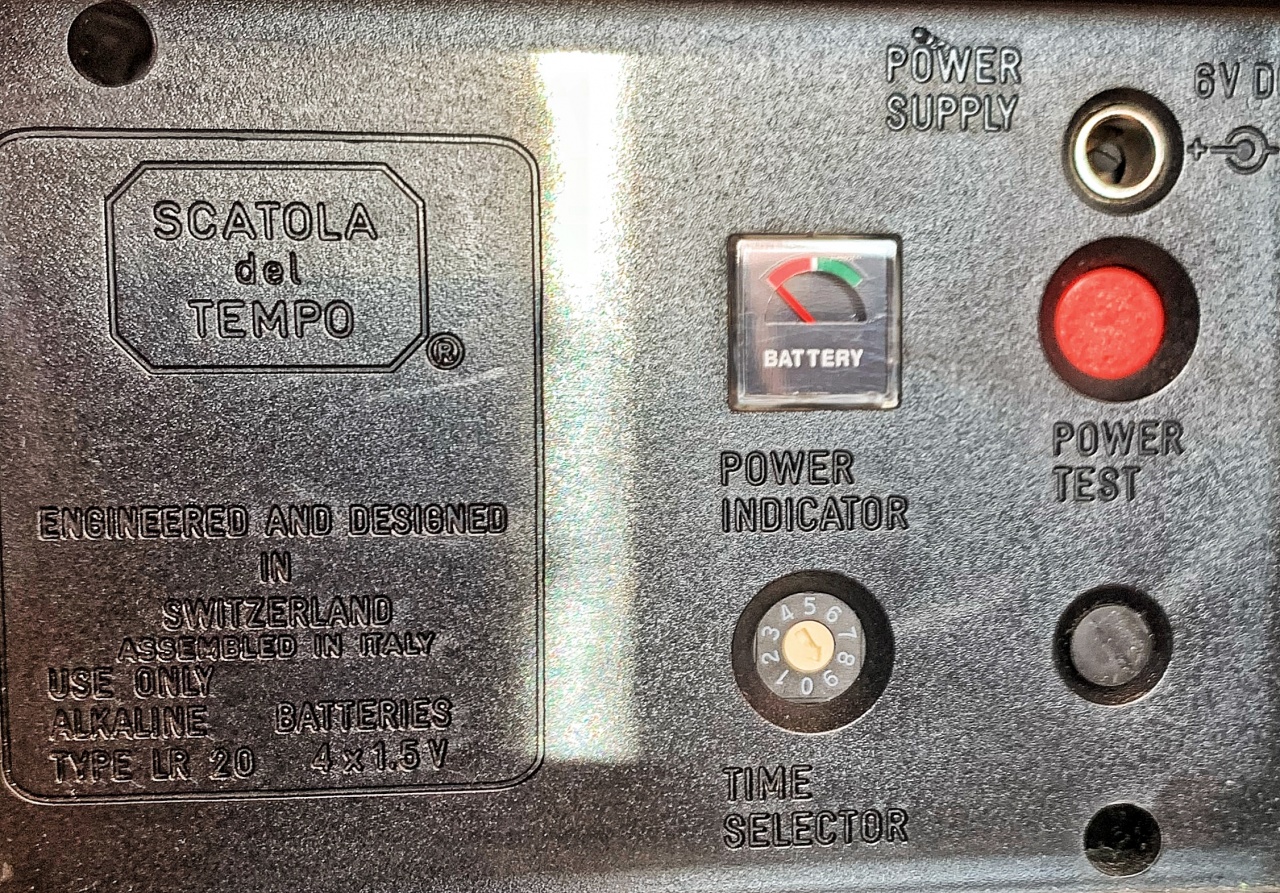 SCATOLA
del
TEMPO
®
ENGINEERED AND DESIGNED
IN
SWITZERLAND
ASSEMBLED IN ITALY
USE ONLY
ALKALINE BATTERIES
TYPE LR 20 4 x 1.5 V
POWER
SUPPLY
6V
+
BATTERY
POWER
INDICATOR
POWER
TEST
0 1 2 3 4 5 6 7 8 9
TIME
SELECTOR